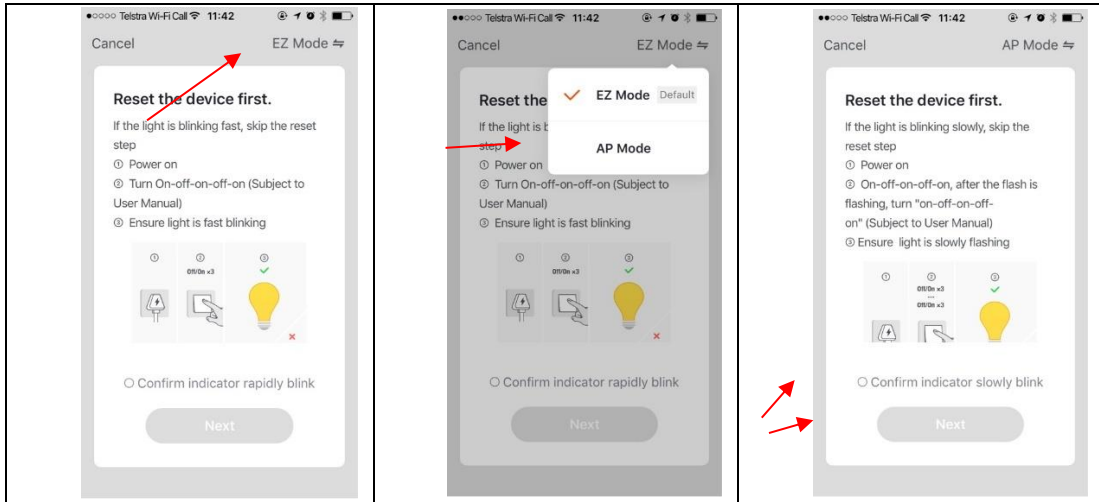 ●○○○○ Telstra Wi-Fi Call 11:42
Cancel EZ Mode ⇋
Reset the device first.
If the light is blinking fast, skip the reset
step
① Power on
② Turn On-off-on-off-on (Subject to
User Manual)
③ Ensure light is fast blinking
① ② ③
Off/On x3
○ Confirm indicator rapidly blink
Next
●●○○○ Telstra Wi-Fi Call 11:42
Cancel EZ Mode ⇋
EZ Mode Default
AP Mode
Reset the
If the light is b
step
① Power on
② Turn On-off-on-off-on (Subject to
User Manual)
③ Ensure light is fast blinking
① ② ③
Off/On x3
○ Confirm indicator rapidly blink
Next
●●○○○ Telstra Wi-Fi Call 11:42
Cancel AP Mode ⇋
Reset the device first.
If the light is blinking slowly, skip the
reset step
① Power on
② On-off-on-off-on, after the flash is
flashing, turn "on-off-on-off-
on" (Subject to User Manual)
③ Ensure light is slowly flashing
① ② ③
Off/On x3
...
Off/On x3
○ Confirm indicator slowly blink
Next